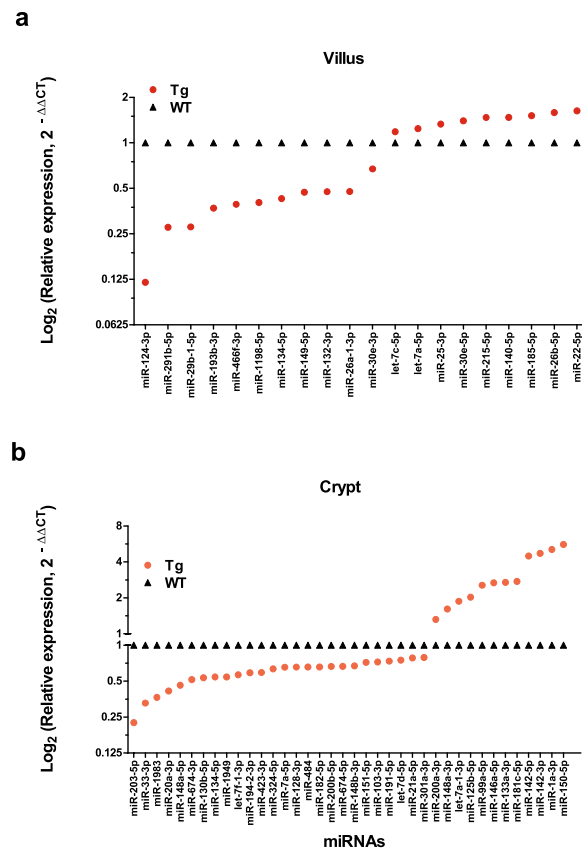 a
Villus
Log2 (Relative expression, 2 - ΔΔCT)
Tg
WT
2
1
0.5
0.25
0.125
0.0625
miR-124-3p
miR-291b-5p
miR-29b-1-5p
miR-193b-3p
miR-466f-3p
miR-1198-5p
miR-134-5p
miR-149-5p
miR-132-3p
miR-26a-1-3p
miR-30e-3p
let-7c-5p
let-7a-5p
miR-25-3p
miR-30e-5p
miR-215-5p
miR-140-5p
miR-185-5p
miR-26b-5p
miR-22-5p
b
Crypt
Log2 (Relative expression, 2 - ΔΔCT)
Tg
WT
8
4
2
1
1
0.5
0.25
0.125
miR-203-5p
miR-33-3p
miR-1983
miR-20a-3p
miR-148a-5p
miR-674-3p
miR-130b-5p
miR-134-5p
miR-1949
let-7f-1-3p
miR-194-2-3p
miR-423-3p
miR-324-5p
miR-7a-5p
miR-128-3p
miR-484
miR-182-5p
miR-200b-5p
miR-674-5p
miR-148b-3p
miR-151-5p
miR-103-3p
miR-191-5p
let-7d-5p
miR-21a-5p
miR-301a-3p
miR-200a-3p
miR-148a-3p
let-7a-1-3p
miR-125b-5p
miR-99a-5p
miR-146a-5p
miR-133a-3p
miR-181c-5p
miR-142-5p
miR-142-3p
miR-1a-3p
miR-150-5p
miRNAs